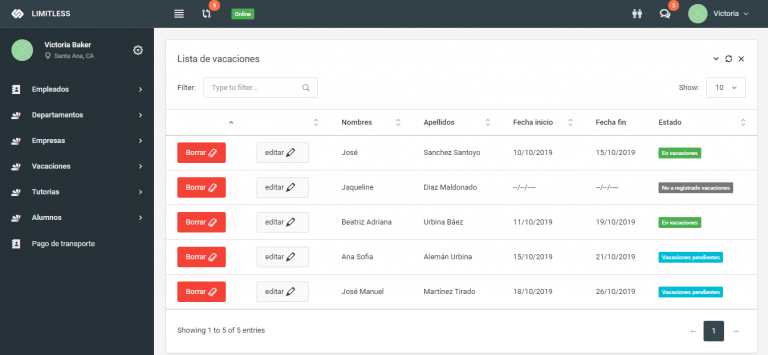 LIMITLESS
9
Online
2
Victoria
Victoria Baker
Santa Ana, CA
Empleados
Departamentos
Empresas
Vacaciones
Tutorias
Alumnos
Pago de transporte
Lista de vacaciones
Filter: Type to filter... Show: 10
Nombres Apellidos Fecha inicio Fecha fin Estado
Borrar editar José Sanchez Santoyo 10/10/2019 15/10/2019 En vacaciones
Borrar editar Jaqueline Diaz Maldonado --/--/---- --/--/---- No a registrado vacaciones
Borrar editar Beatriz Adriana Urbina Báez 11/10/2019 19/10/2019 En vacaciones
Borrar editar Ana Sofia Alemán Urbina 15/10/2019 21/10/2019 Vacaciones pendientes
Borrar editar José Manuel Martínez Tirado 18/10/2019 26/10/2019 Vacaciones pendientes
Showing 1 to 5 of 5 entries ← 1 →